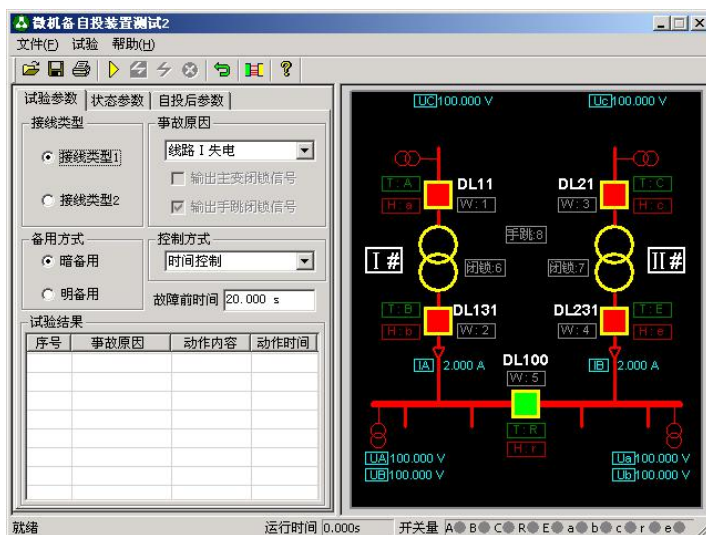 微机备自投装置测试2
文件(F) 试验 帮助(H)
试验参数 状态参数 自投后参数
接线类型
接线类型1
接线类型2
事故原因
线路 I 失电
输出主变闭锁信号
输出手跳闭锁信号
备用方式
暗备用
明备用
控制方式
时间控制
故障前时间 20.000 s
试验结果
序号 事故原因 动作内容 动作时间
UC 100.000 V Uc 100.000 V
T:A DL11 DL21 T:C
H:a W:1 W:3 H:c
手跳:8
I# 闭锁:6 闭锁:7 II#
T:B DL131 DL231 T:E
H:b W:2 W:4 H:e
IA 2.000 A DL100 IB 2.000 A
W:5
T:R
H:r
UA 100.000 V Ua 100.000 V
UB 100.000 V Ub 100.000 V
就绪 运行时间 0.000s 开关量 A B C R E a b c r e